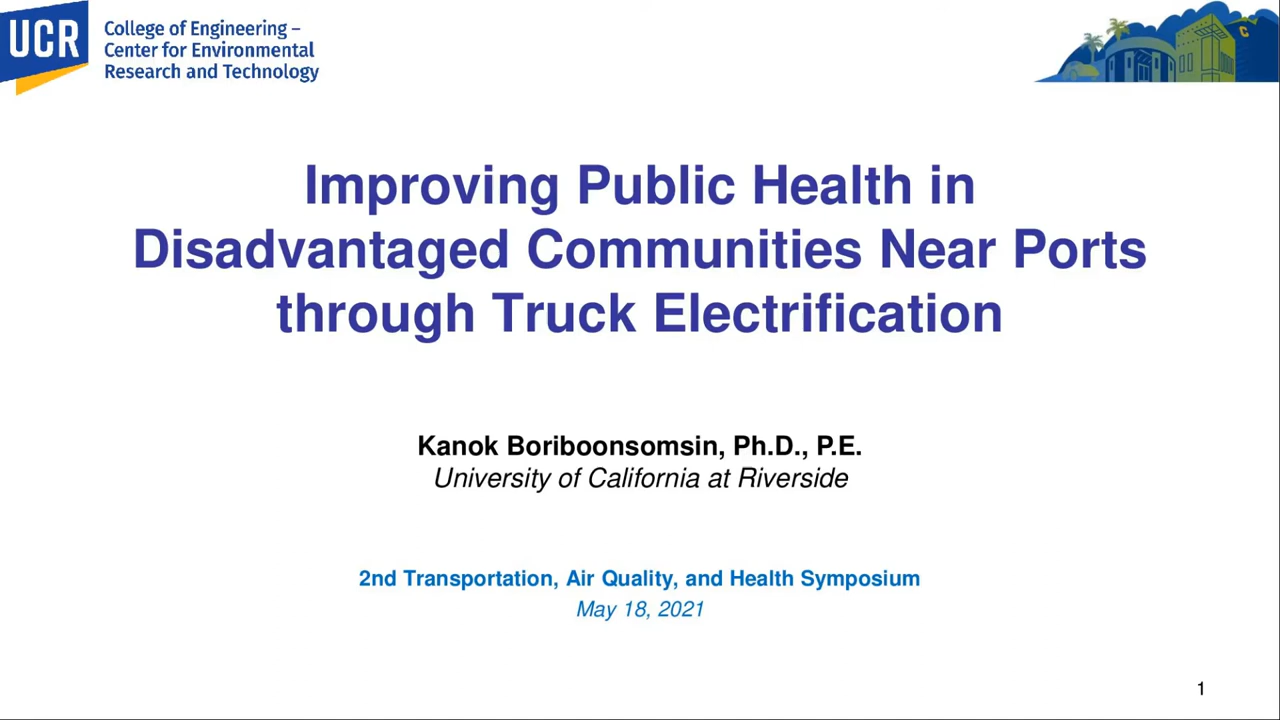 UCR
College of Engineering –
Center for Environmental
Research and Technology
C
Improving Public Health in
Disadvantaged Communities Near Ports
through Truck Electrification
Kanok Boriboonsomsin, Ph.D., P.E.
University of California at Riverside
2nd Transportation, Air Quality, and Health Symposium
May 18, 2021
1